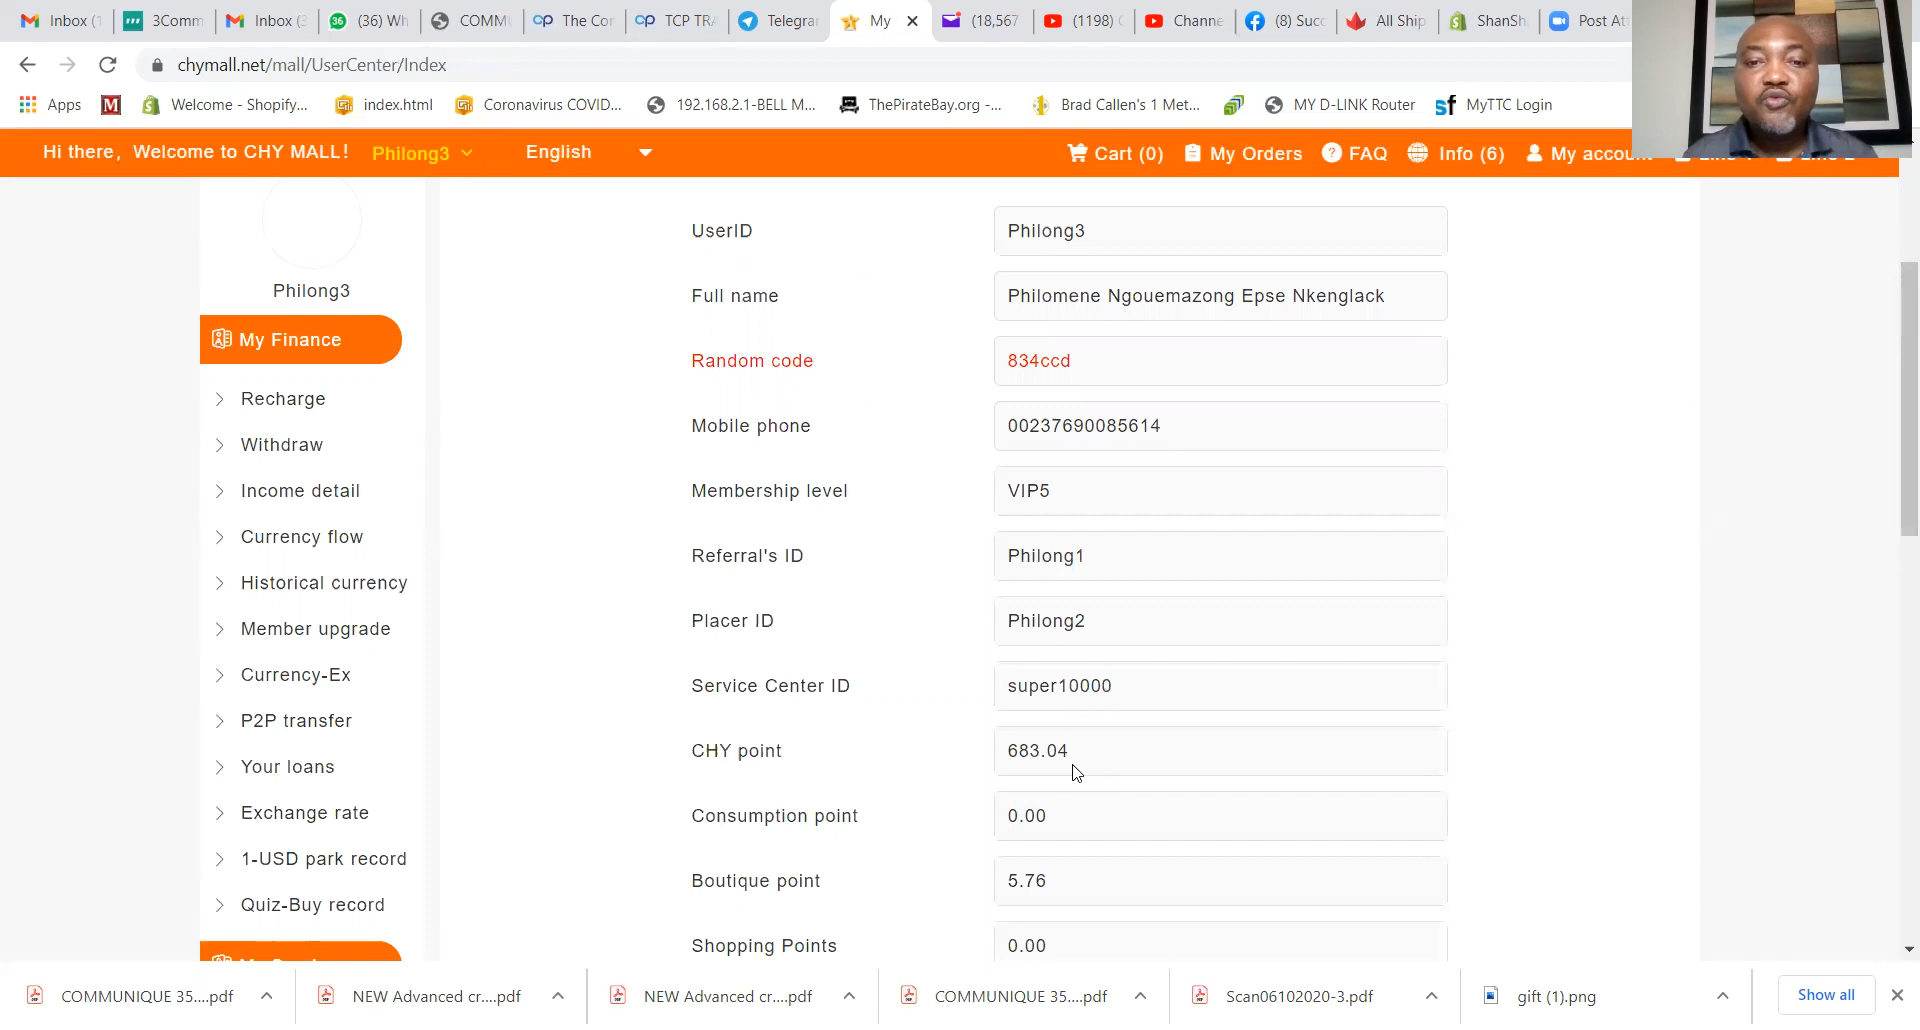 Inbox (1
3Comm
Inbox (3
(36) Wh
COMMU
The Cor
TCP TRA
Telegran
My
(18,567
(1198) C
Channe
(8) Succ
All Ship
ShanSh
Post At
chymall.net/mall/UserCenter/Index
Apps
Welcome - Shopify...
index.html
Coronavirus COVID...
192.168.2.1-BELL M...
ThePirateBay.org -...
Brad Callen's 1 Met...
MY D-LINK Router
MyTTC Login
Hi there, Welcome to CHY MALL!
Philong3
English
Cart (0)
My Orders
FAQ
Info (6)
My account
Philong3
My Finance
Recharge
Withdraw
Income detail
Currency flow
Historical currency
Member upgrade
Currency-Ex
P2P transfer
Your loans
Exchange rate
1-USD park record
Quiz-Buy record
UserID Philong3
Full name Philomene Ngouemazong Epse Nkenglack
Random code 834ccd
Mobile phone 00237690085614
Membership level VIP5
Referral's ID Philong1
Placer ID Philong2
Service Center ID super10000
CHY point 683.04
Consumption point 0.00
Boutique point 5.76
Shopping Points 0.00
COMMUNIQUE 35....pdf
NEW Advanced cr....pdf
NEW Advanced cr....pdf
COMMUNIQUE 35....pdf
Scan06102020-3.pdf
gift (1).png
Show all